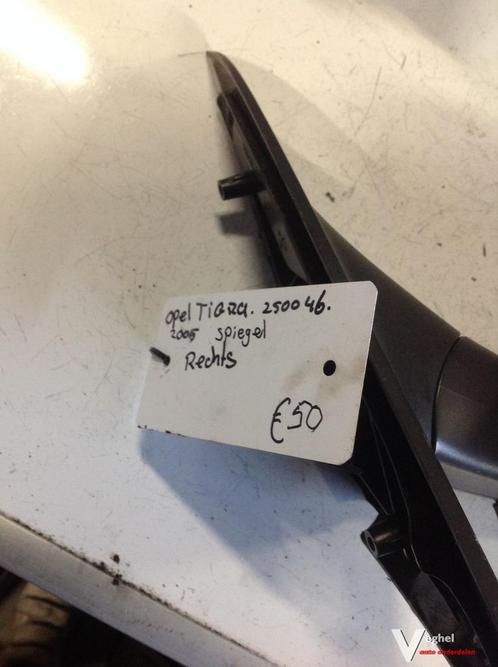 opel TiGRa. 250046.
2005 spiegel
Rechts
€50
Veghel
auto onderdelen